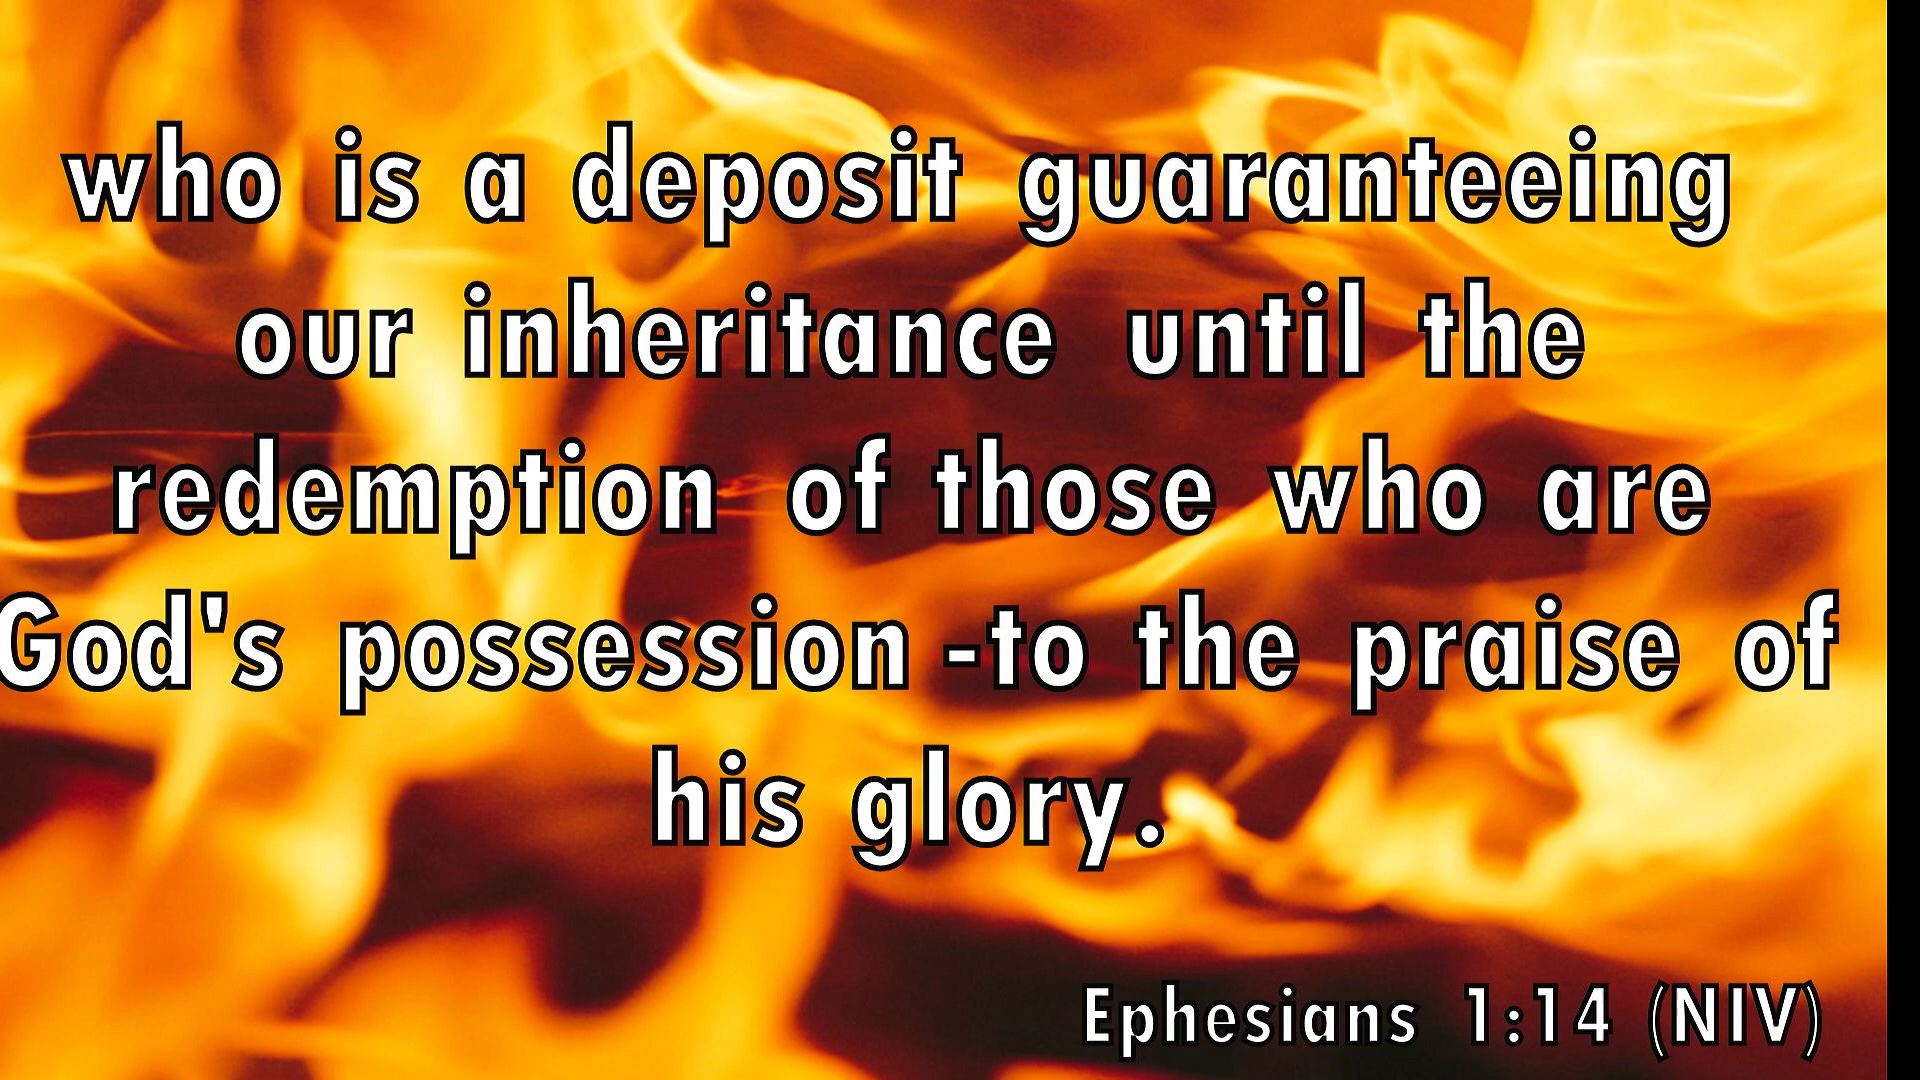 who is a deposit guaranteeing
our inheritance until the
redemption of those who are
God's possession -to the praise of
his glory.
Ephesians 1:14 (NIV)